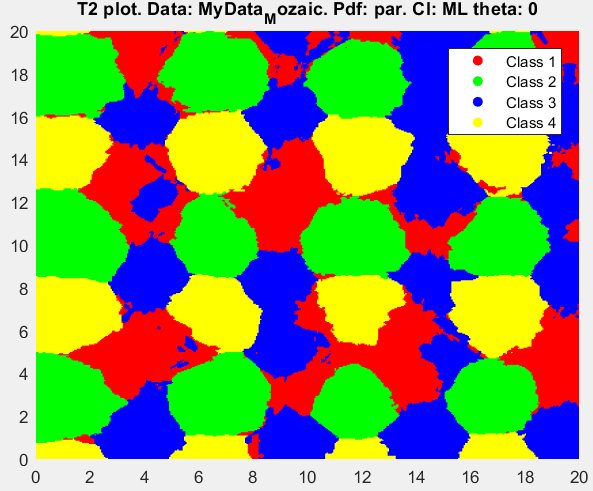 T2 plot. Data: MyData_Mozaic. Pdf: par. Cl: ML theta: 0
20
18
16
14
12
10
8
6
4
2
0
Class 1
Class 2
Class 3
Class 4
0 2 4 6 8 10 12 14 16 18 20